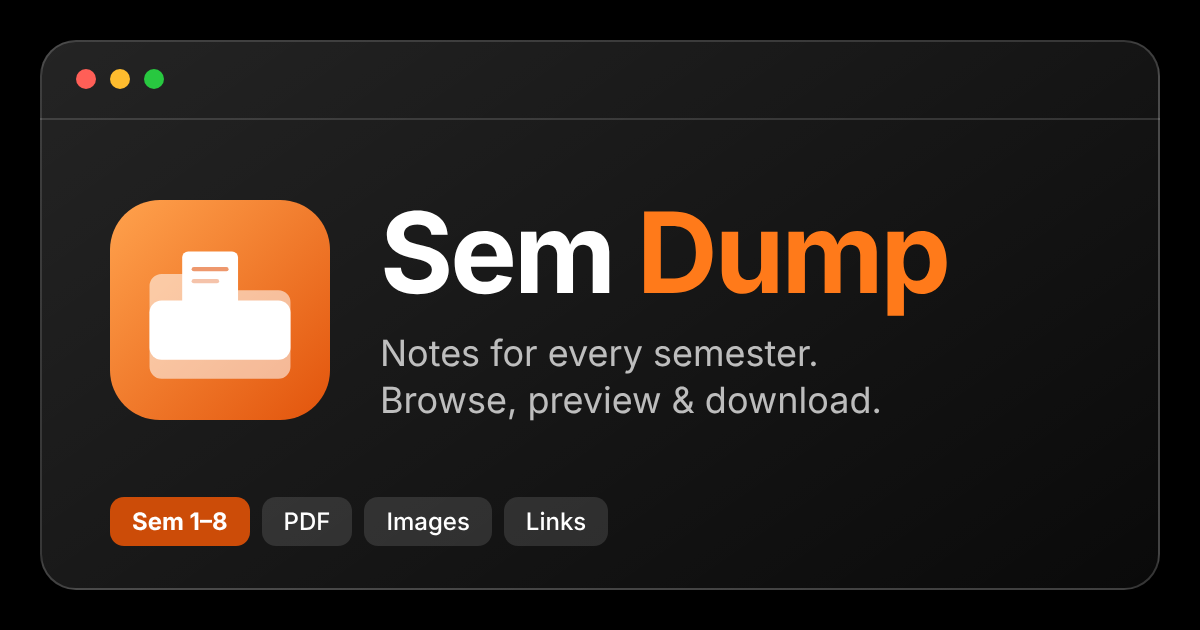 Sem Dump
Notes for every semester.
Browse, preview & download.
Sem 1–8
PDF
Images
Links